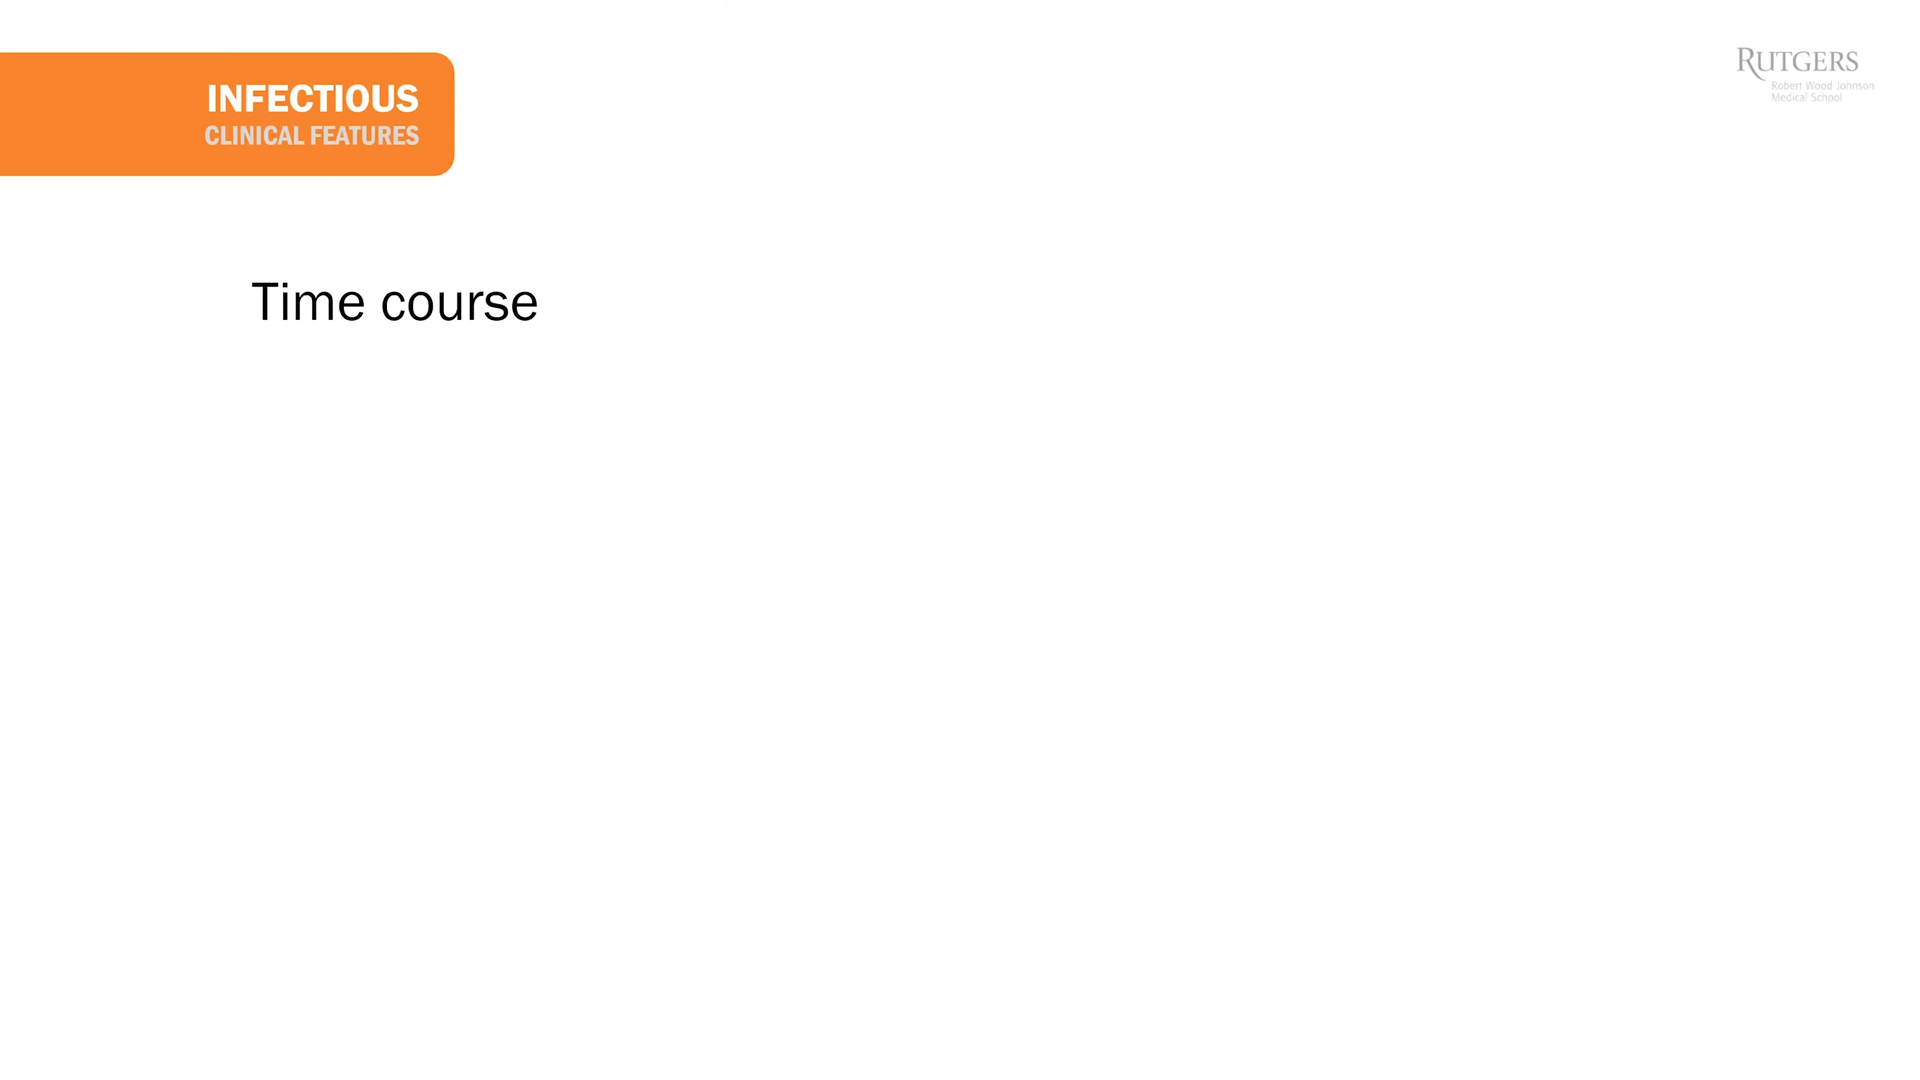 INFECTIOUS
CLINICAL FEATURES
RUTGERS
Robert Wood Johnson
Medical School
Time course